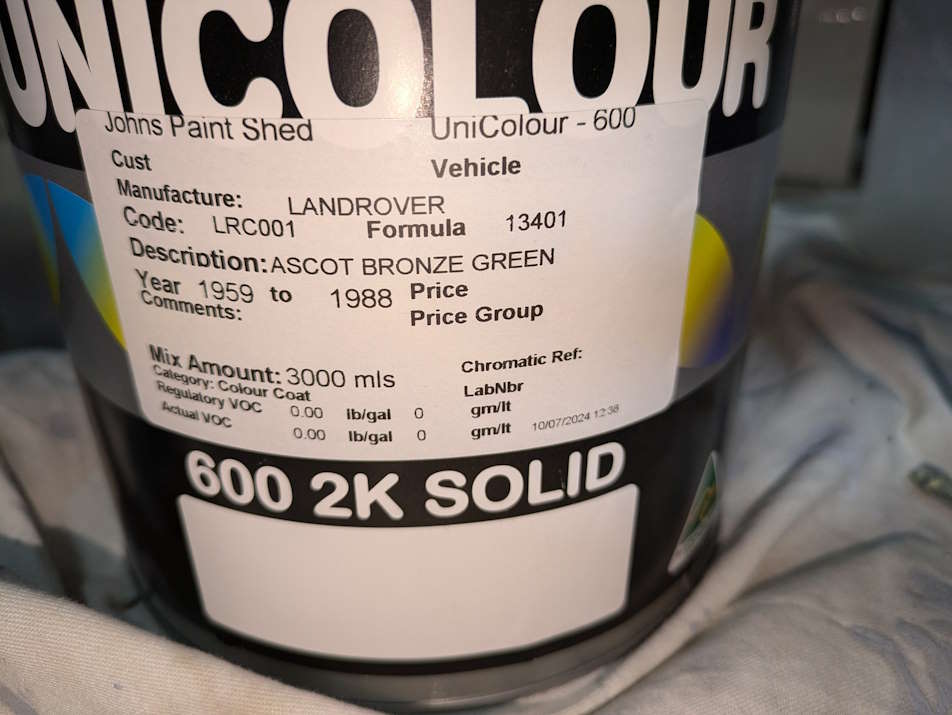 UNICOLOUR
Johns Paint Shed UniColour - 600
Cust Vehicle
Manufacture: LANDROVER
Code: LRC001 Formula 13401
Description: ASCOT BRONZE GREEN
Year 1959 to 1988 Price
Comments: Price Group
Mix Amount: 3000 mls Chromatic Ref:
Category: Colour Coat LabNbr
Regulatory VOC 0.00 lb/gal 0 gm/lt
Actual VOC 0.00 lb/gal 0 gm/lt 10/07/2024 12:38
600 2K SOLID